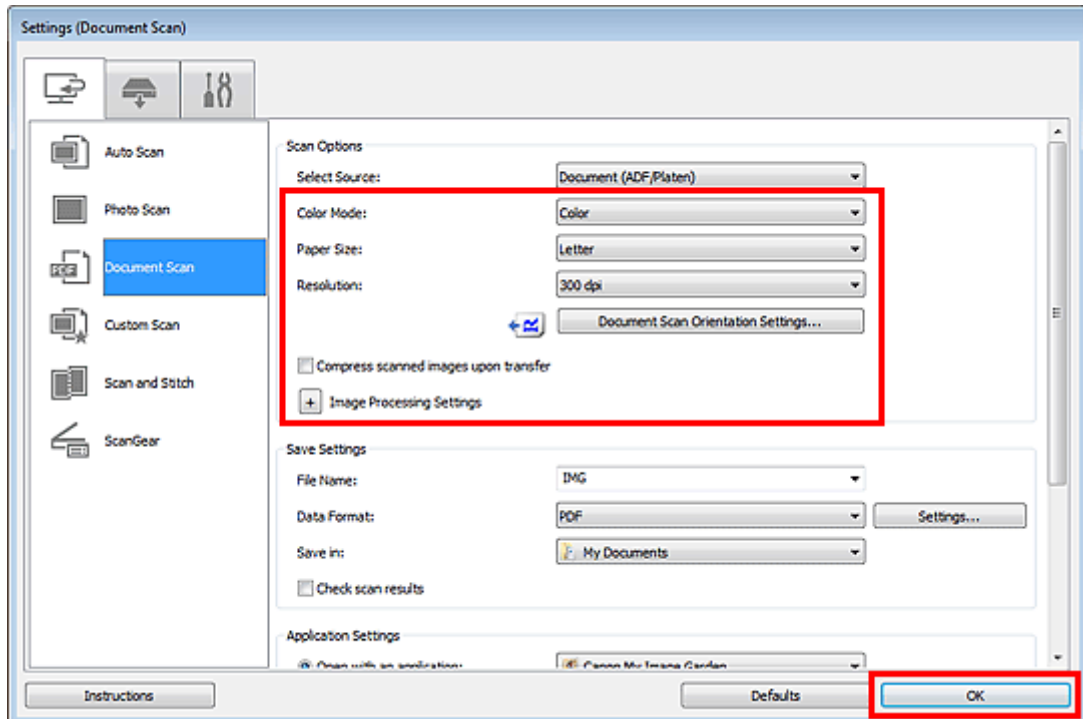 Settings (Document Scan)
Auto Scan
Photo Scan
PDF
Document Scan
Custom Scan
Scan and Stitch
ScanGear
Scan Options
Select Source: Document (ADF/Platen)
Color Mode: Color
Paper Size: Letter
Resolution: 300 dpi
Document Scan Orientation Settings...
Compress scanned images upon transfer
+ Image Processing Settings
Save Settings
File Name: IMG
Data Format: PDF Settings...
Save in: My Documents
Check scan results
Application Settings
Open with an application: Canon My Image Garden
Instructions Defaults OK